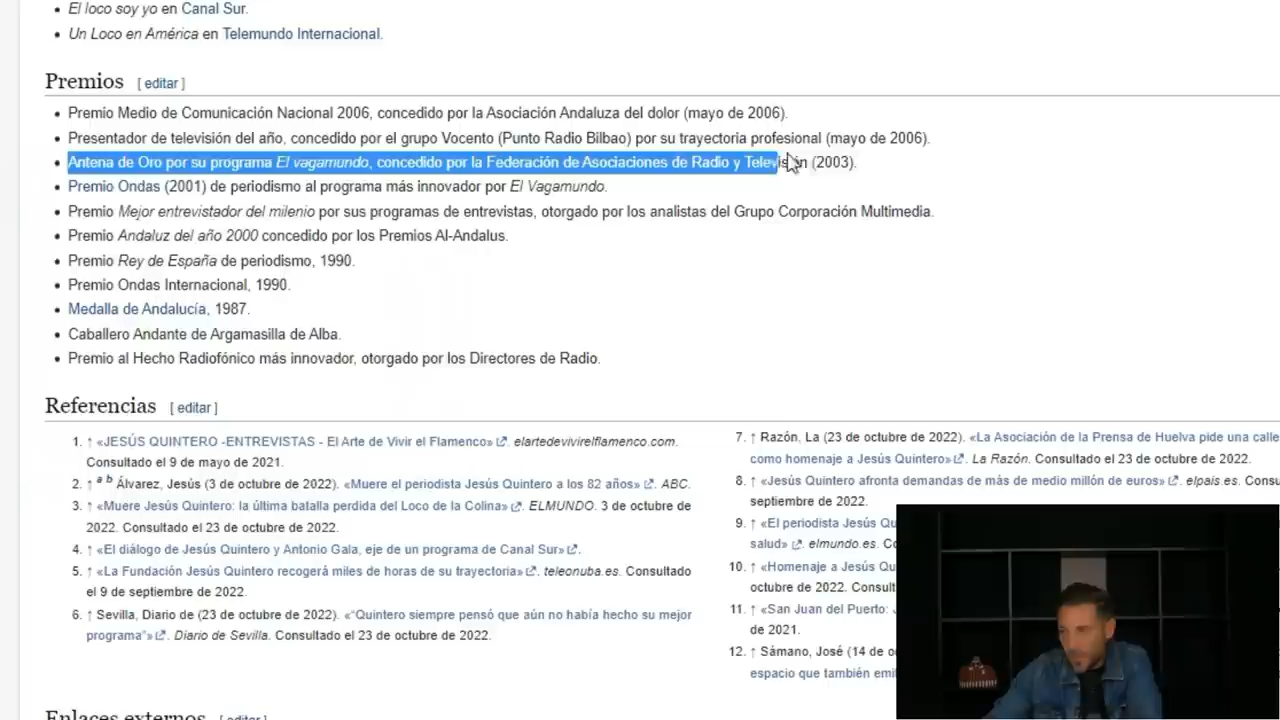 El loco soy yo en Canal Sur.
Un Loco en América en Telemundo Internacional.
Premios [ editar ]
Premio Medio de Comunicación Nacional 2006, concedido por la Asociación Andaluza del dolor (mayo de 2006).
Presentador de televisión del año, concedido por el grupo Vocento (Punto Radio Bilbao) por su trayectoria profesional (mayo de 2006).
Antena de Oro por su programa El vagamundo, concedido por la Federación de Asociaciones de Radio y Televisión (2003).
Premio Ondas (2001) de periodismo al programa más innovador por El Vagamundo.
Premio Mejor entrevistador del milenio por sus programas de entrevistas, otorgado por los analistas del Grupo Corporación Multimedia.
Premio Andaluz del año 2000 concedido por los Premios Al-Andalus.
Premio Rey de España de periodismo, 1990.
Premio Ondas Internacional, 1990.
Medalla de Andalucía, 1987.
Caballero Andante de Argamasilla de Alba.
Premio al Hecho Radiofónico más innovador, otorgado por los Directores de Radio.
Referencias [ editar ]
1. ↑ «JESÚS QUINTERO -ENTREVISTAS - El Arte de Vivir el Flamenco». elartedevivirelflamenco.com.
Consultado el 9 de mayo de 2021.
2. ↑ a b Álvarez, Jesús (3 de octubre de 2022). «Muere el periodista Jesús Quintero a los 82 años». ABC.
3. ↑ «Muere Jesús Quintero: la última batalla perdida del Loco de la Colina». ELMUNDO. 3 de octubre de
2022. Consultado el 23 de octubre de 2022.
4. ↑ «El diálogo de Jesús Quintero y Antonio Gala, eje de un programa de Canal Sur».
5. ↑ «La Fundación Jesús Quintero recogerá miles de horas de su trayectoria». teleonuba.es. Consultado
el 9 de septiembre de 2022.
6. ↑ Sevilla, Diario de (23 de octubre de 2022). «"Quintero siempre pensó que aún no había hecho su mejor
programa"». Diario de Sevilla. Consultado el 23 de octubre de 2022.
7. ↑ Razón, La (23 de octubre de 2022). «La Asociación de la Prensa de Huelva pide una calle
como homenaje a Jesús Quintero». La Razón. Consultado el 23 de octubre de 2022.
8. ↑ «Jesús Quintero afronta demandas de más de medio millón de euros». elpais.es. Consu
septiembre de 2022.
9. ↑ «El periodista Jesús Qu
salud». elmundo.es. Co
10. ↑ «Homenaje a Jesús Qu
octubre de 2022. Consult
11. ↑ «San Juan del Puerto:
de 2021.
12. ↑ Sámano, José (14 de o
espacio que también emi
Enlaces externos [ editar ]